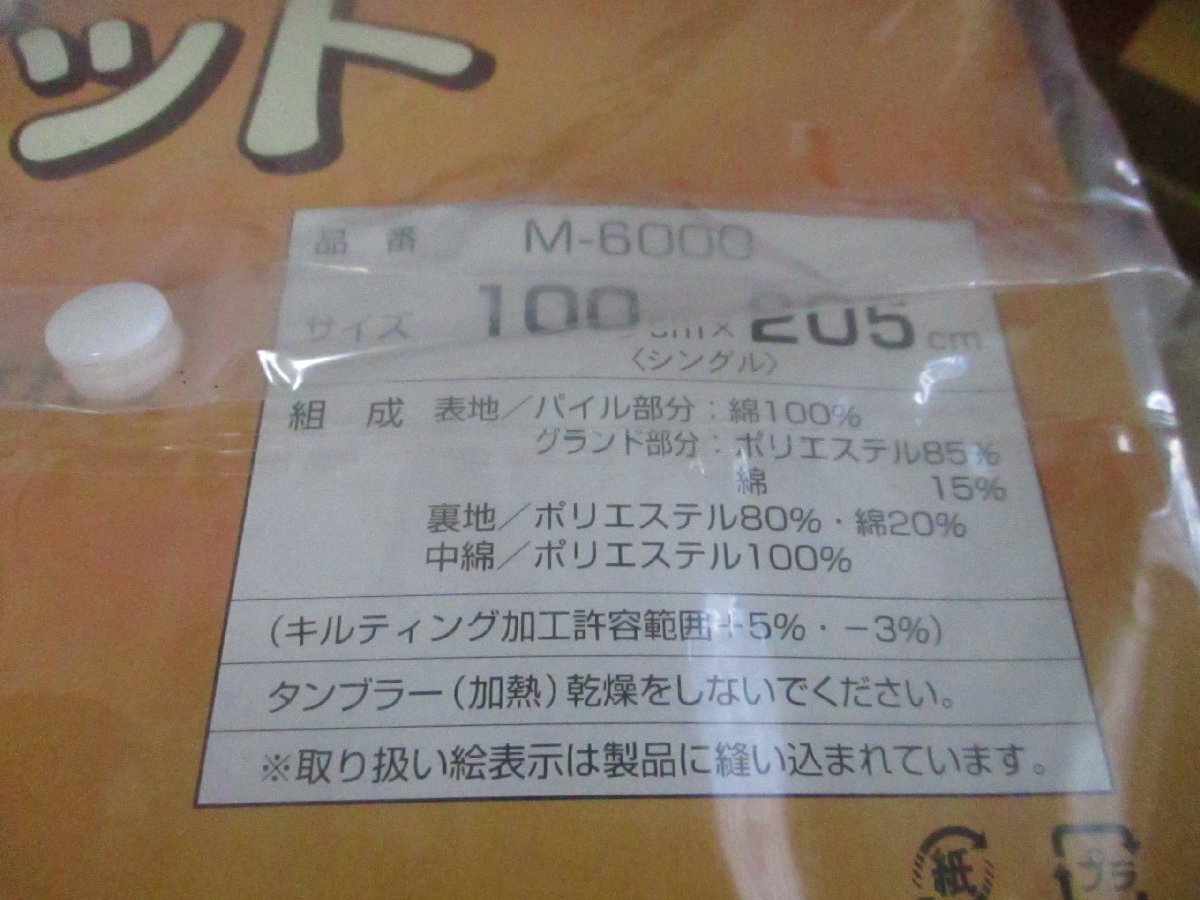 ット
品番 M-6000
サイズ 100cm×205cm
〈シングル〉
組成 表地／パイル部分：綿100%
グランド部分：ポリエステル85%
綿 15%
裏地／ポリエステル80%・綿20%
中綿／ポリエステル100%
(キルティング加工許容範囲+5%・−3%)
タンブラー(加熱)乾燥をしないでください。
※取り扱い絵表示は製品に縫い込まれています。
紙 プラ